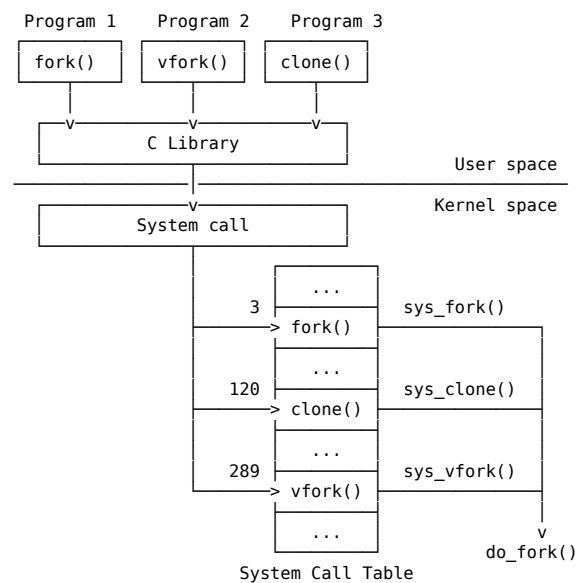 Program 1 Program 2 Program 3
fork() vfork() clone()
C Library
User space
Kernel space
System call
...
3 fork() sys_fork()
...
120 clone() sys_clone()
...
289 vfork() sys_vfork()
...
do_fork()
System Call Table